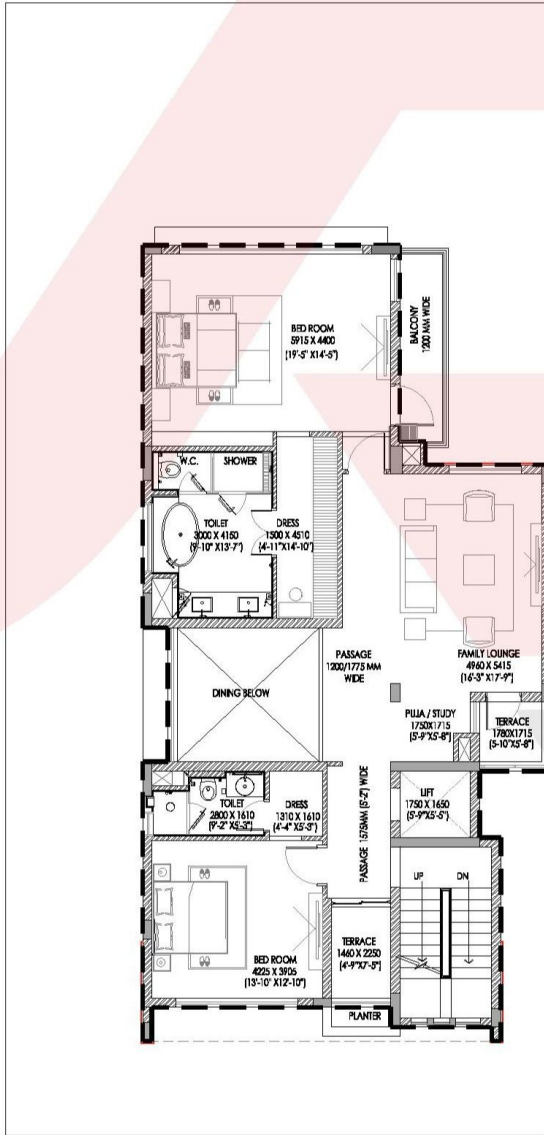 BED ROOM
5915 X 4400
(19'-5" X14'-5")
BALCONY
1200 MM WIDE
W.C.
SHOWER
TOILET
3000 X 4150
(9'-10" X13'-7")
DRESS
1500 X 4510
(4'-11"X14'-10")
PASSAGE
1200/1775 MM
WIDE
FAMILY LOUNGE
4960 X 5415
(16'-3" X17'-9")
DINING BELOW
PUJA / STUDY
1750X1715
(5'-9"X5'-8")
TERRACE
1780X1715
(5-10"X5'-8")
TOILET
2800 X 1610
(9'-2" X5'-3")
DRESS
1310 X 1610
(4'-4" X5'-3")
PASSAGE 1575MM (5'-2") WIDE
LIFT
1750 X 1650
(5'-9"X5'-5")
UP
DN
BED ROOM
4225 X 3905
(13'-10" X12'-10")
TERRACE
1460 X 2250
(4'-9"X7'-5")
PLANTER